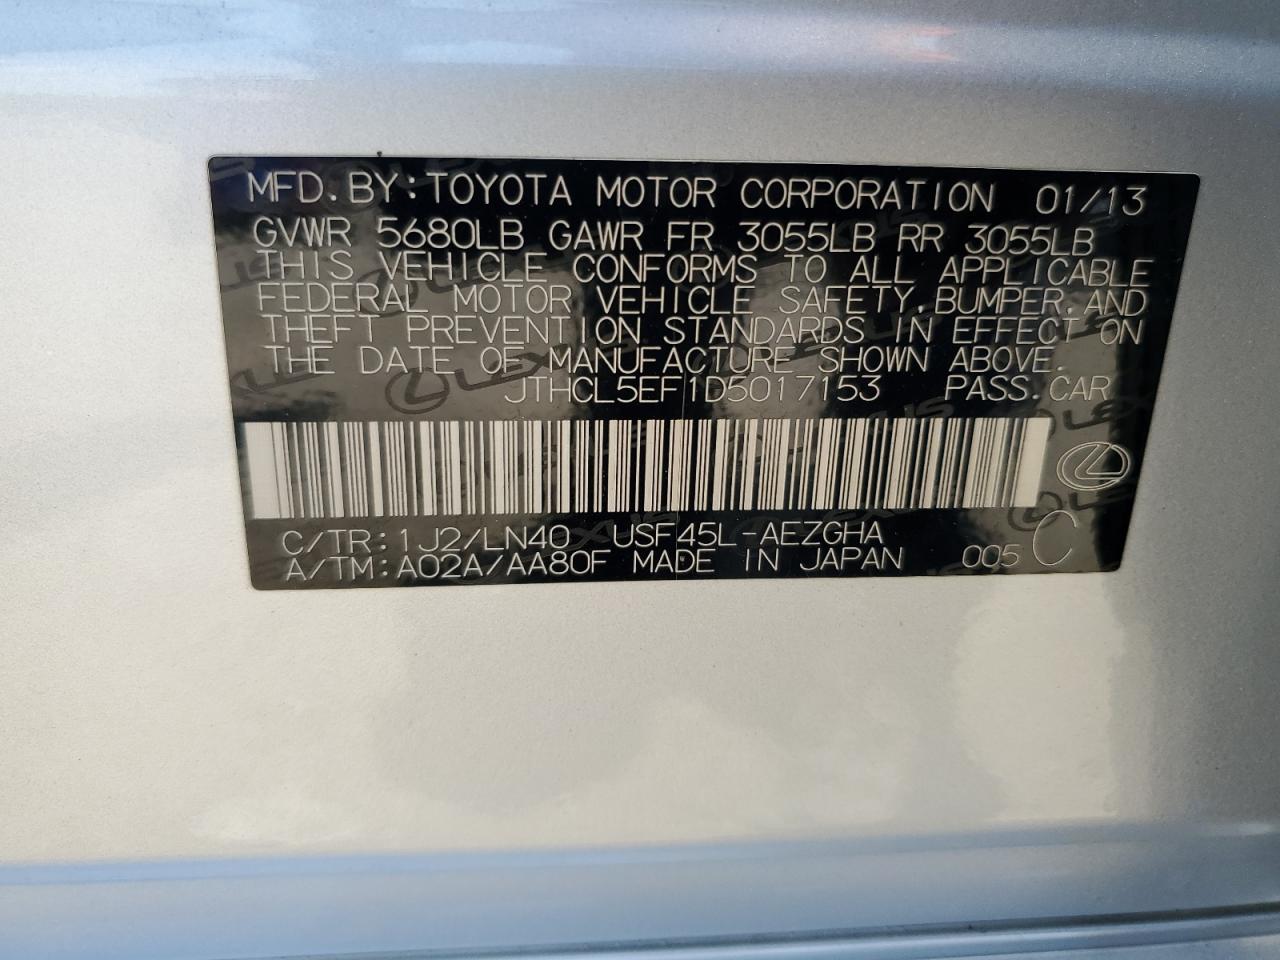 MFD.BY:TOYOTA MOTOR CORPORATION 01/13
GVWR 5680LB GAWR FR 3055LB RR 3055LB
THIS VEHICLE CONFORMS TO ALL APPLICABLE
FEDERAL MOTOR VEHICLE SAFETY,BUMPER,AND
THEFT PREVENTION STANDARDS IN EFFECT ON
THE DATE OF MANUFACTURE SHOWN ABOVE.
JTHCL5EF1D5017153 PASS.CAR
C/TR:1J2/LN40 USF45L-AEZGHA
A/TM:A02A/AA80F MADE IN JAPAN 005 C